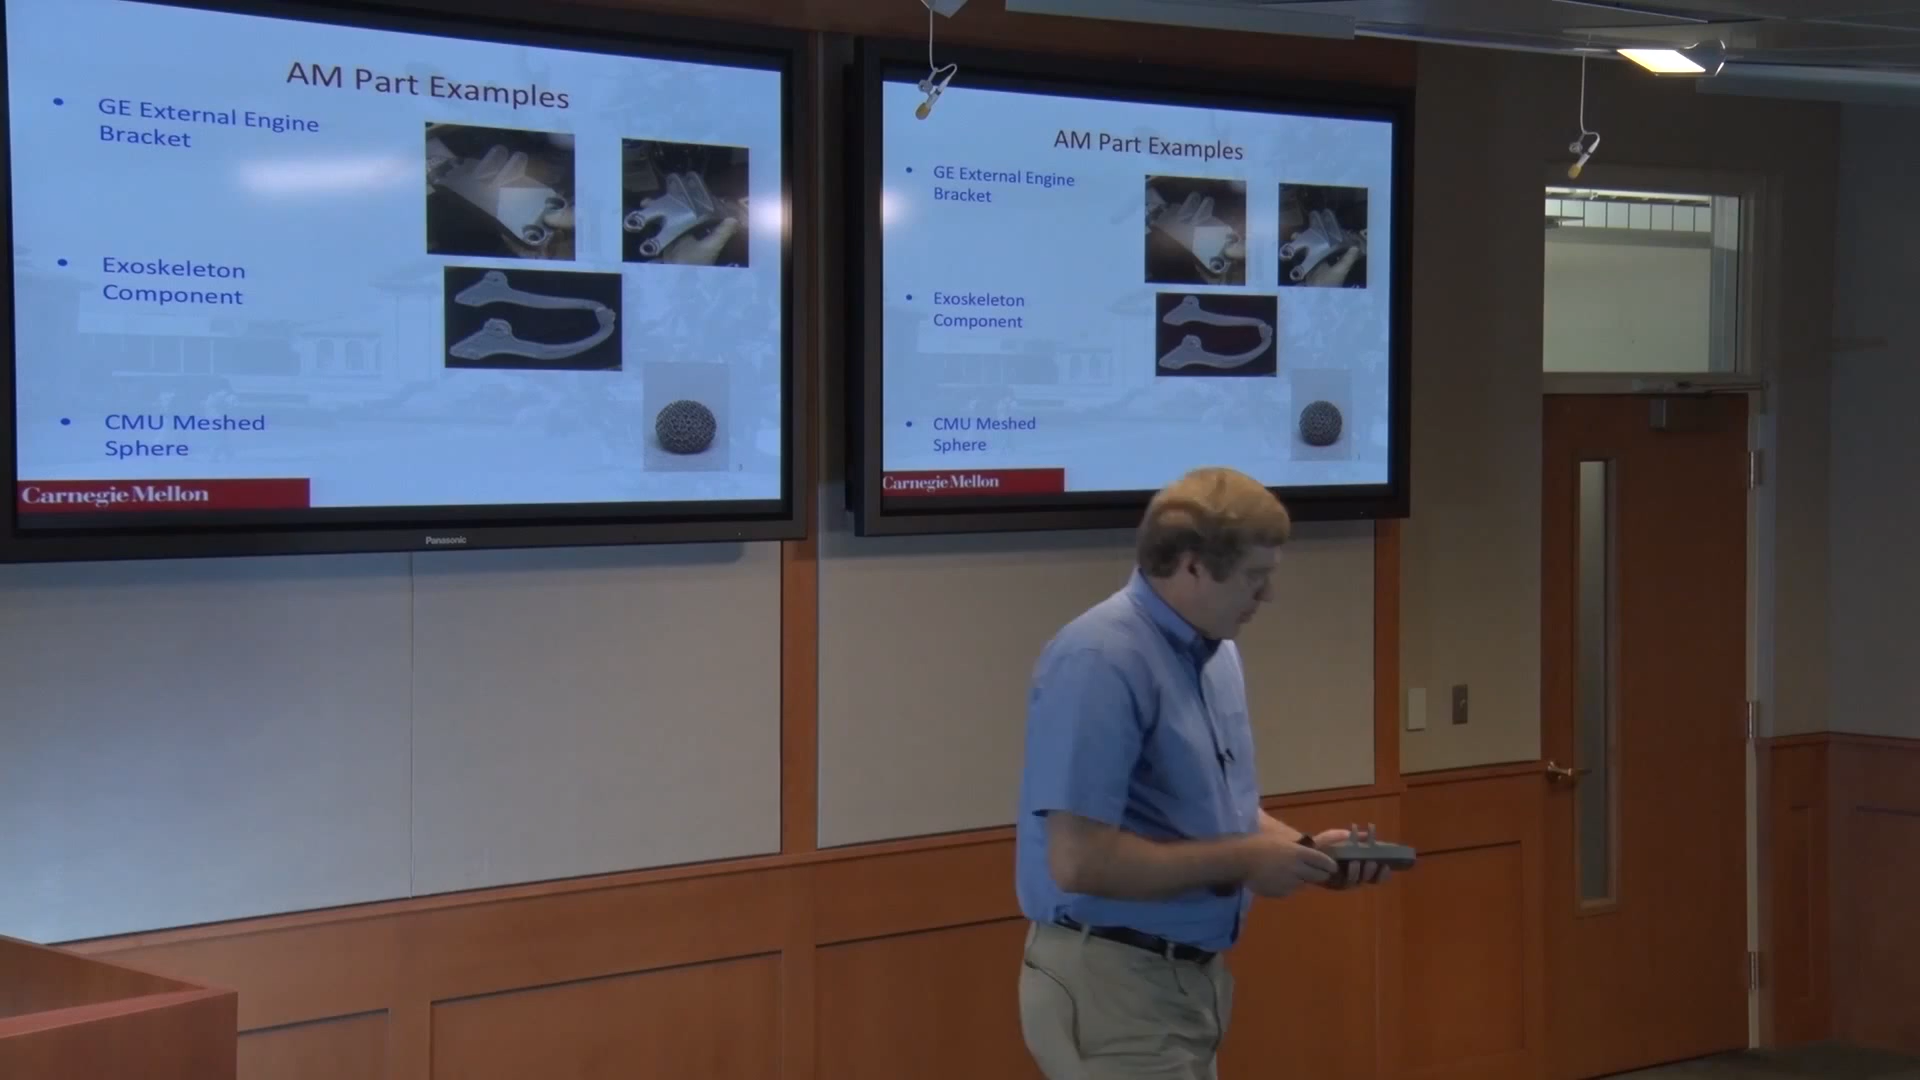 AM Part Examples
• GE External Engine
Bracket
• Exoskeleton
Component
• CMU Meshed
Sphere
Carnegie Mellon
Panasonic
AM Part Examples
• GE External Engine
Bracket
• Exoskeleton
Component
• CMU Meshed
Sphere
Carnegie Mellon